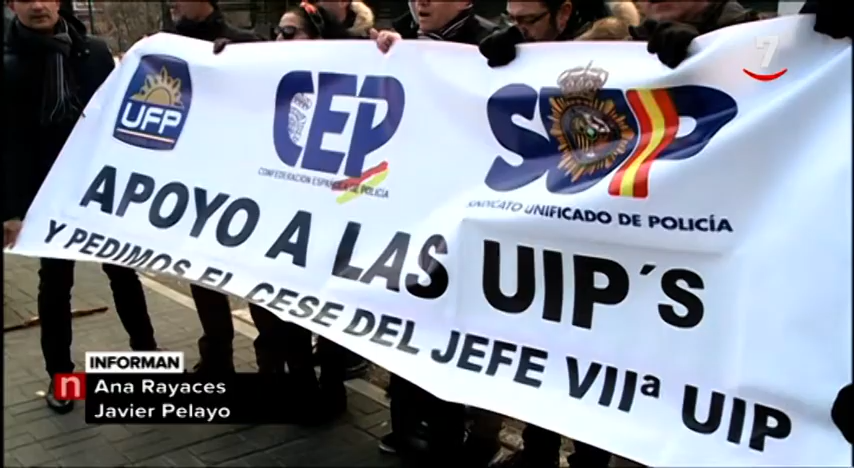 7
UFP
CEP
CONFEDERACIÓN ESPAÑOLA DE POLICÍA
SUP
SINDICATO UNIFICADO DE POLICÍA
APOYO A LAS UIP´S
Y PEDIMOS EL CESE DEL JEFE VIIª UIP
INFORMAN
n
Ana Rayaces
Javier Pelayo